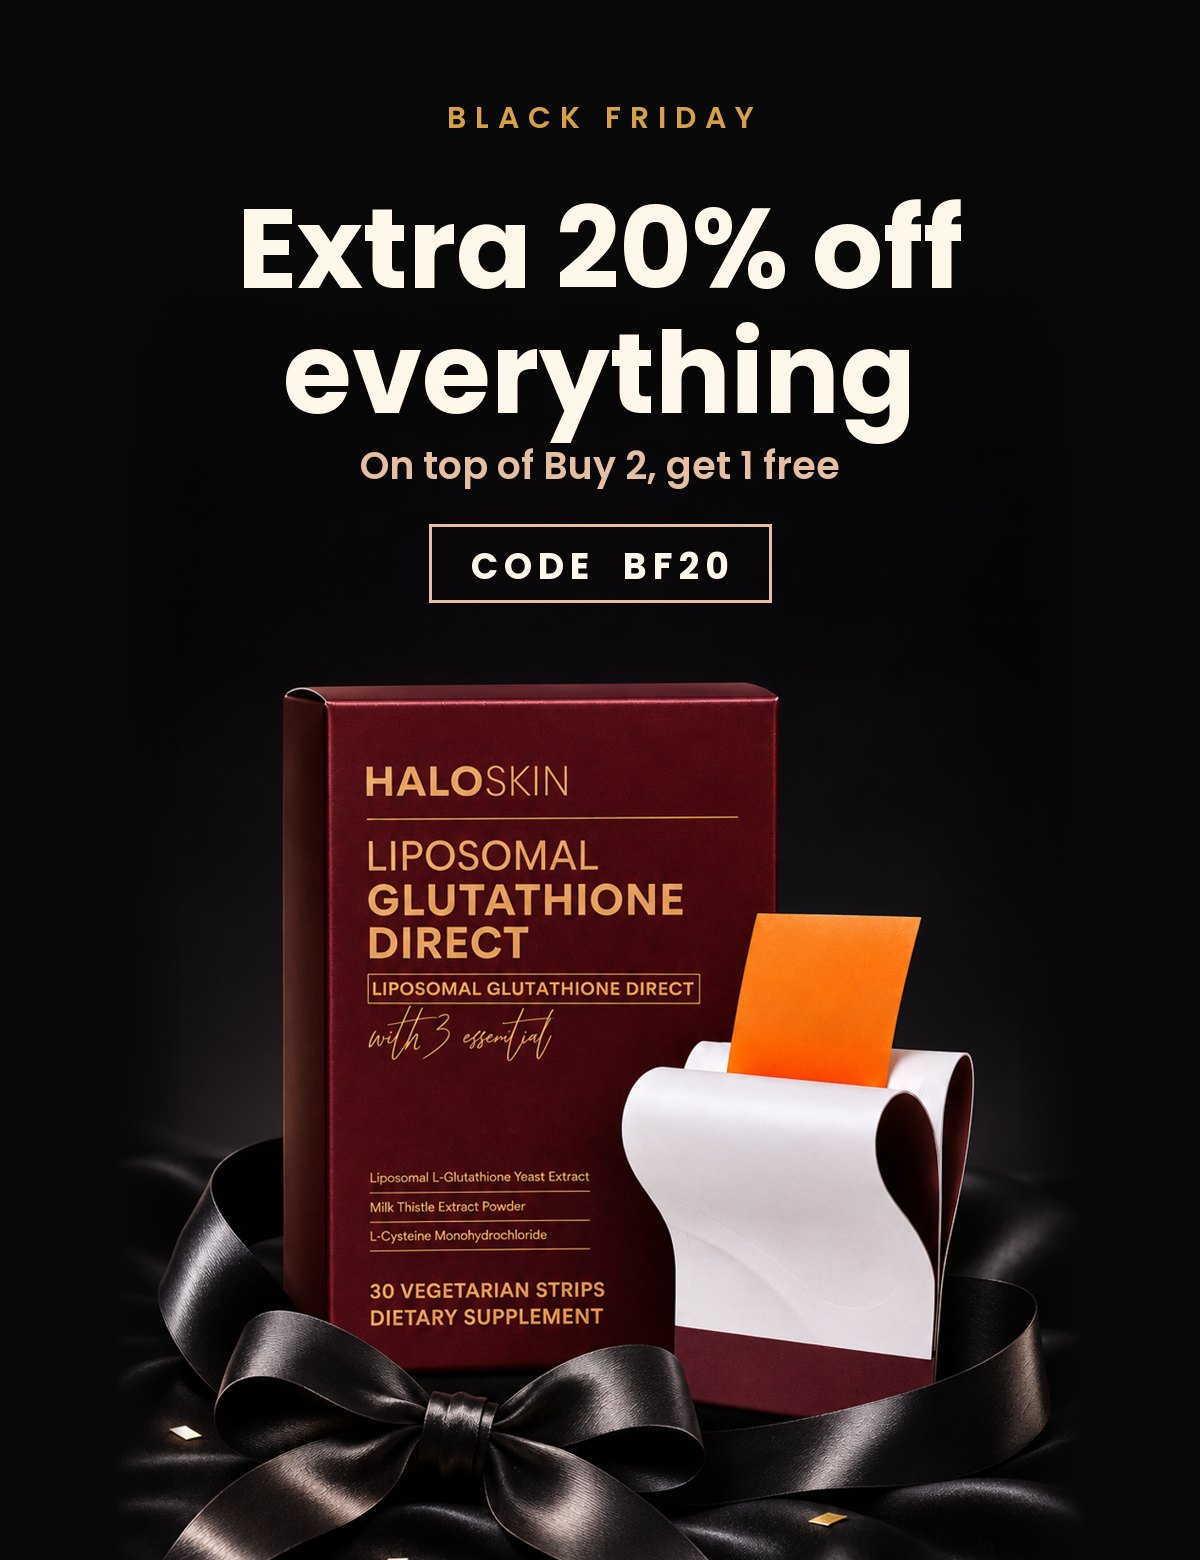 BLACK FRIDAY
Extra 20% off
everything
On top of Buy 2, get 1 free
CODE BF20
HALOSKIN
LIPOSOMAL
GLUTATHIONE
DIRECT
LIPOSOMAL GLUTATHIONE DIRECT
with 3 essential
Liposomal L-Glutathione Yeast Extract
Milk Thistle Extract Powder
L-Cysteine Monohydrochloride
30 VEGETARIAN STRIPS
DIETARY SUPPLEMENT